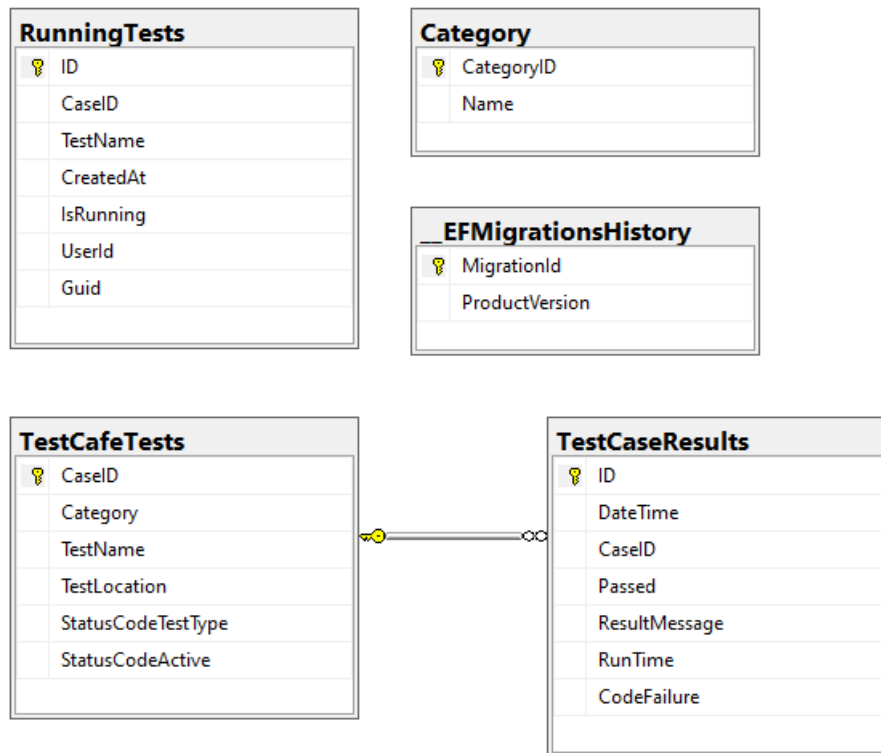 RunningTests
ID
CaseID
TestName
CreatedAt
IsRunning
UserId
Guid
Category
CategoryID
Name
__EFMigrationsHistory
MigrationId
ProductVersion
TestCafeTests
CaseID
Category
TestName
TestLocation
StatusCodeTestType
StatusCodeActive
TestCaseResults
ID
DateTime
CaseID
Passed
ResultMessage
RunTime
CodeFailure